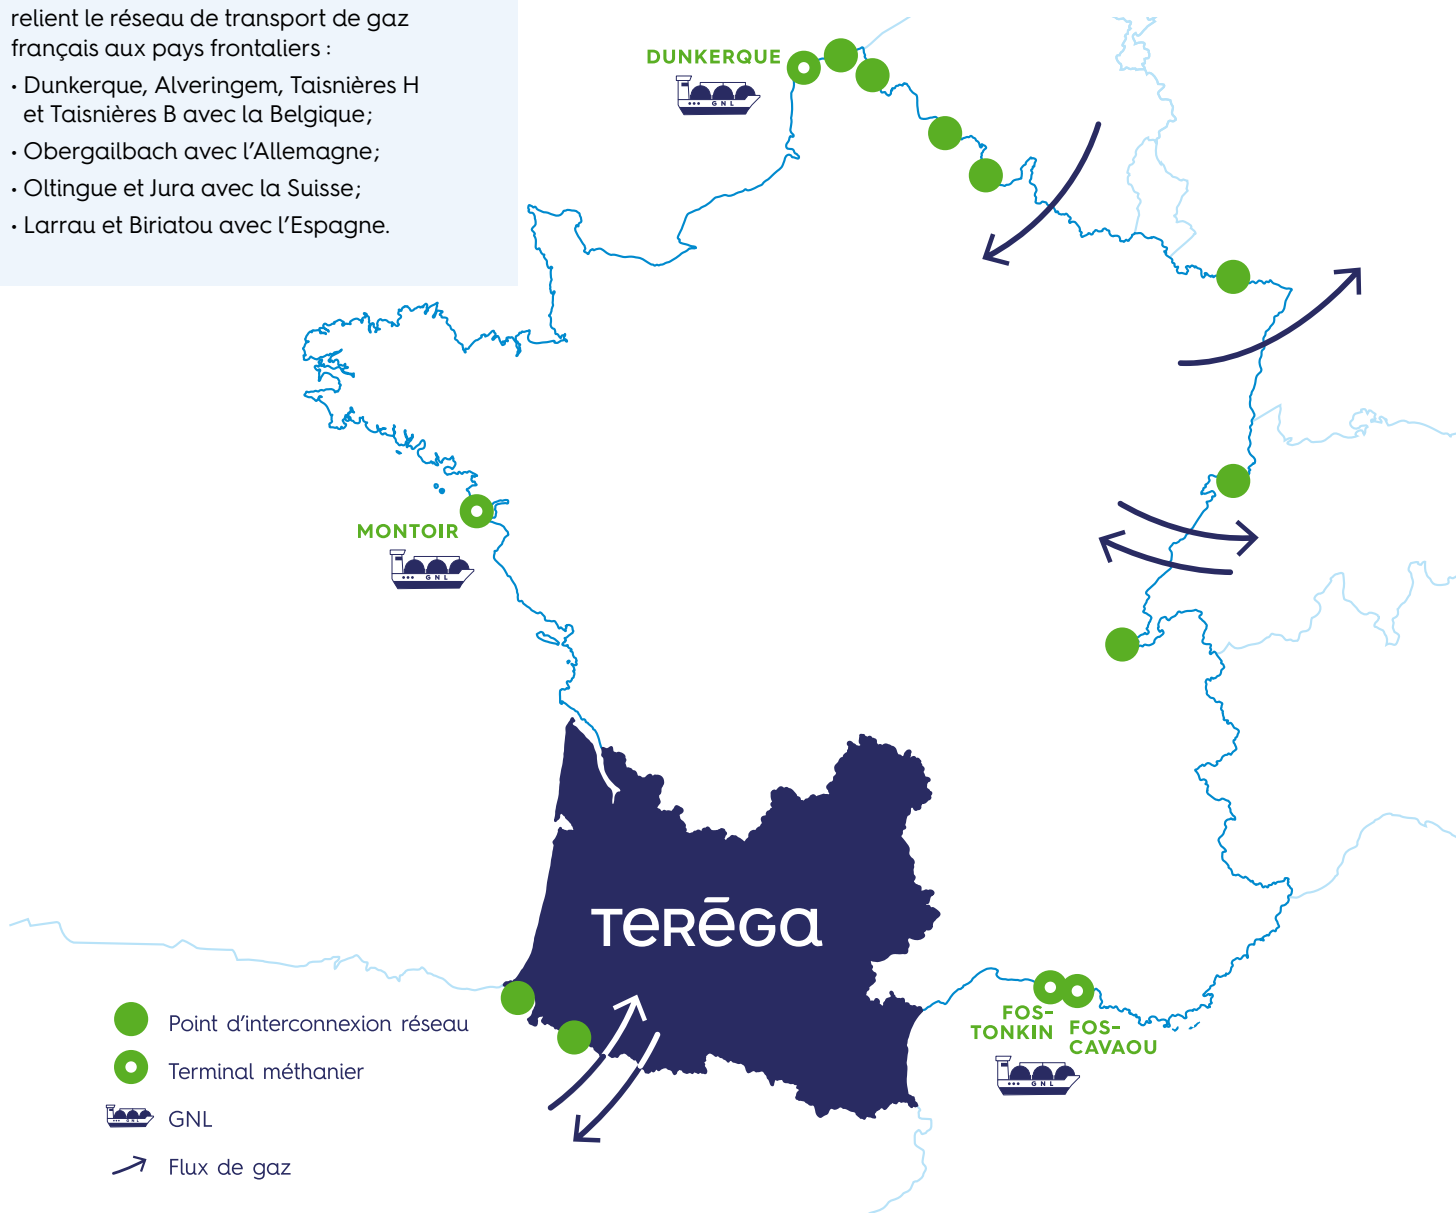 relient le réseau de transport de gaz
français aux pays frontaliers :
• Dunkerque, Alveringem, Taisnières H
et Taisnières B avec la Belgique;
• Obergailbach avec l'Allemagne;
• Oltingue et Jura avec la Suisse;
• Larrau et Biriatou avec l'Espagne.
DUNKERQUE
GNL
MONTOIR
GNL
TERĒGA
FOS-
TONKIN
FOS-
CAVAOU
GNL
Point d'interconnexion réseau
Terminal méthanier
GNL
GNL
Flux de gaz